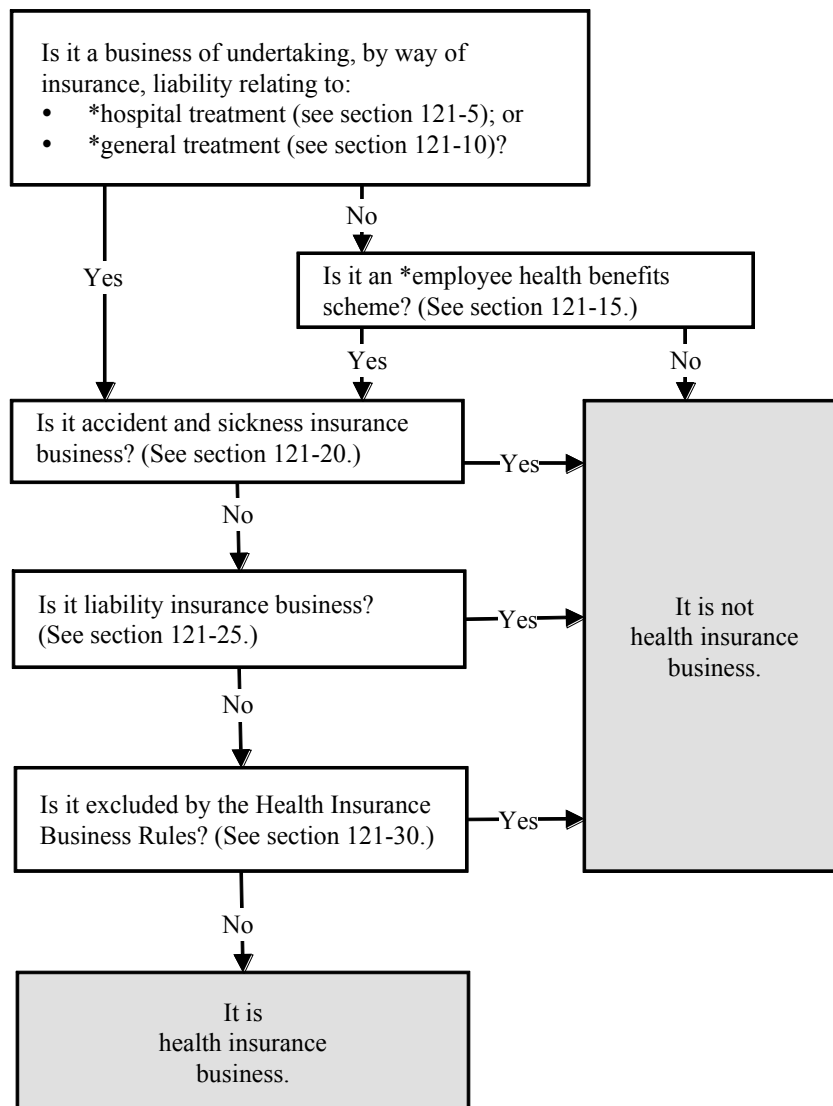 Is it a business of undertaking, by way of
insurance, liability relating to:
• *hospital treatment (see section 121-5); or
• *general treatment (see section 121-10)?
No
Yes
Is it an *employee health benefits
scheme? (See section 121-15.)
Yes
No
Is it accident and sickness insurance
business? (See section 121-20.)
Yes
No
Is it liability insurance business?
(See section 121-25.)
Yes
It is not
health insurance
business.
No
Is it excluded by the Health Insurance
Business Rules? (See section 121-30.)
Yes
No
It is
health insurance
business.